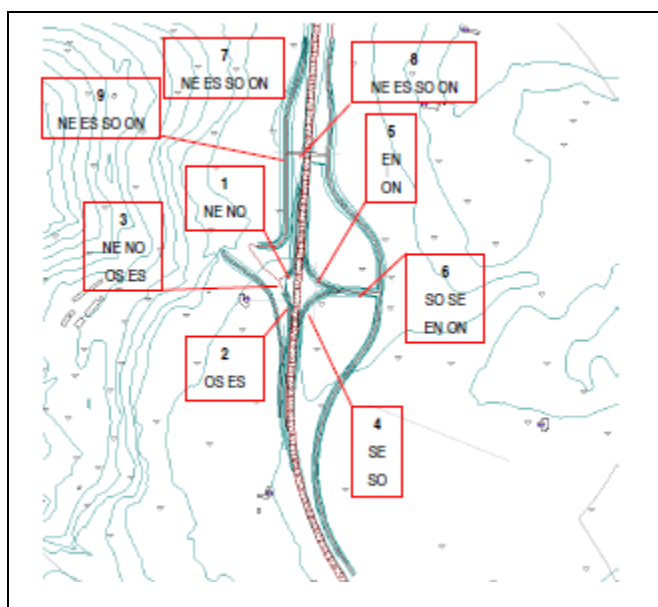 7
NE ES SO ON
8
NE ES SO ON
9
NE ES SO ON
5
EN
ON
1
NE NO
3
NE NO
OS ES
6
SO SE
EN ON
2
OS ES
4
SE
SO